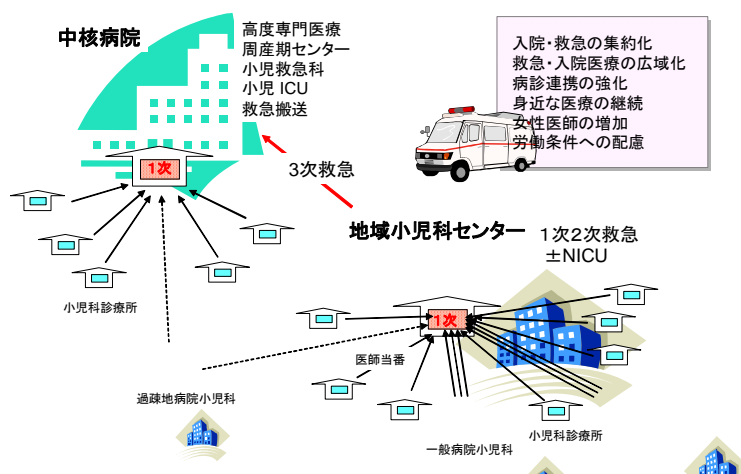 中核病院
高度専門医療
周産期センター
小児救急科
小児 ICU
救急搬送
入院・救急の集約化
救急・入院医療の広域化
病診連携の強化
身近な医療の継続
女性医師の増加
労働条件への配慮
1次
3次救急
地域小児科センター
1次2次救急
±NICU
小児科診療所
1次
医師当番
過疎地病院小児科
小児科診療所
一般病院小児科